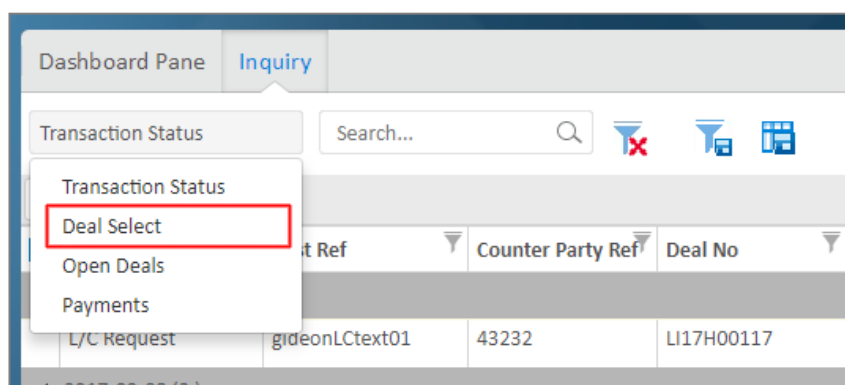 Dashboard Pane Inquiry
Transaction Status Search...
Transaction Status
Deal Select
Open Deals
Payments
Ref Counter Party Ref Deal No
L/C Request gideonLCtext01 43232 LI17H00117